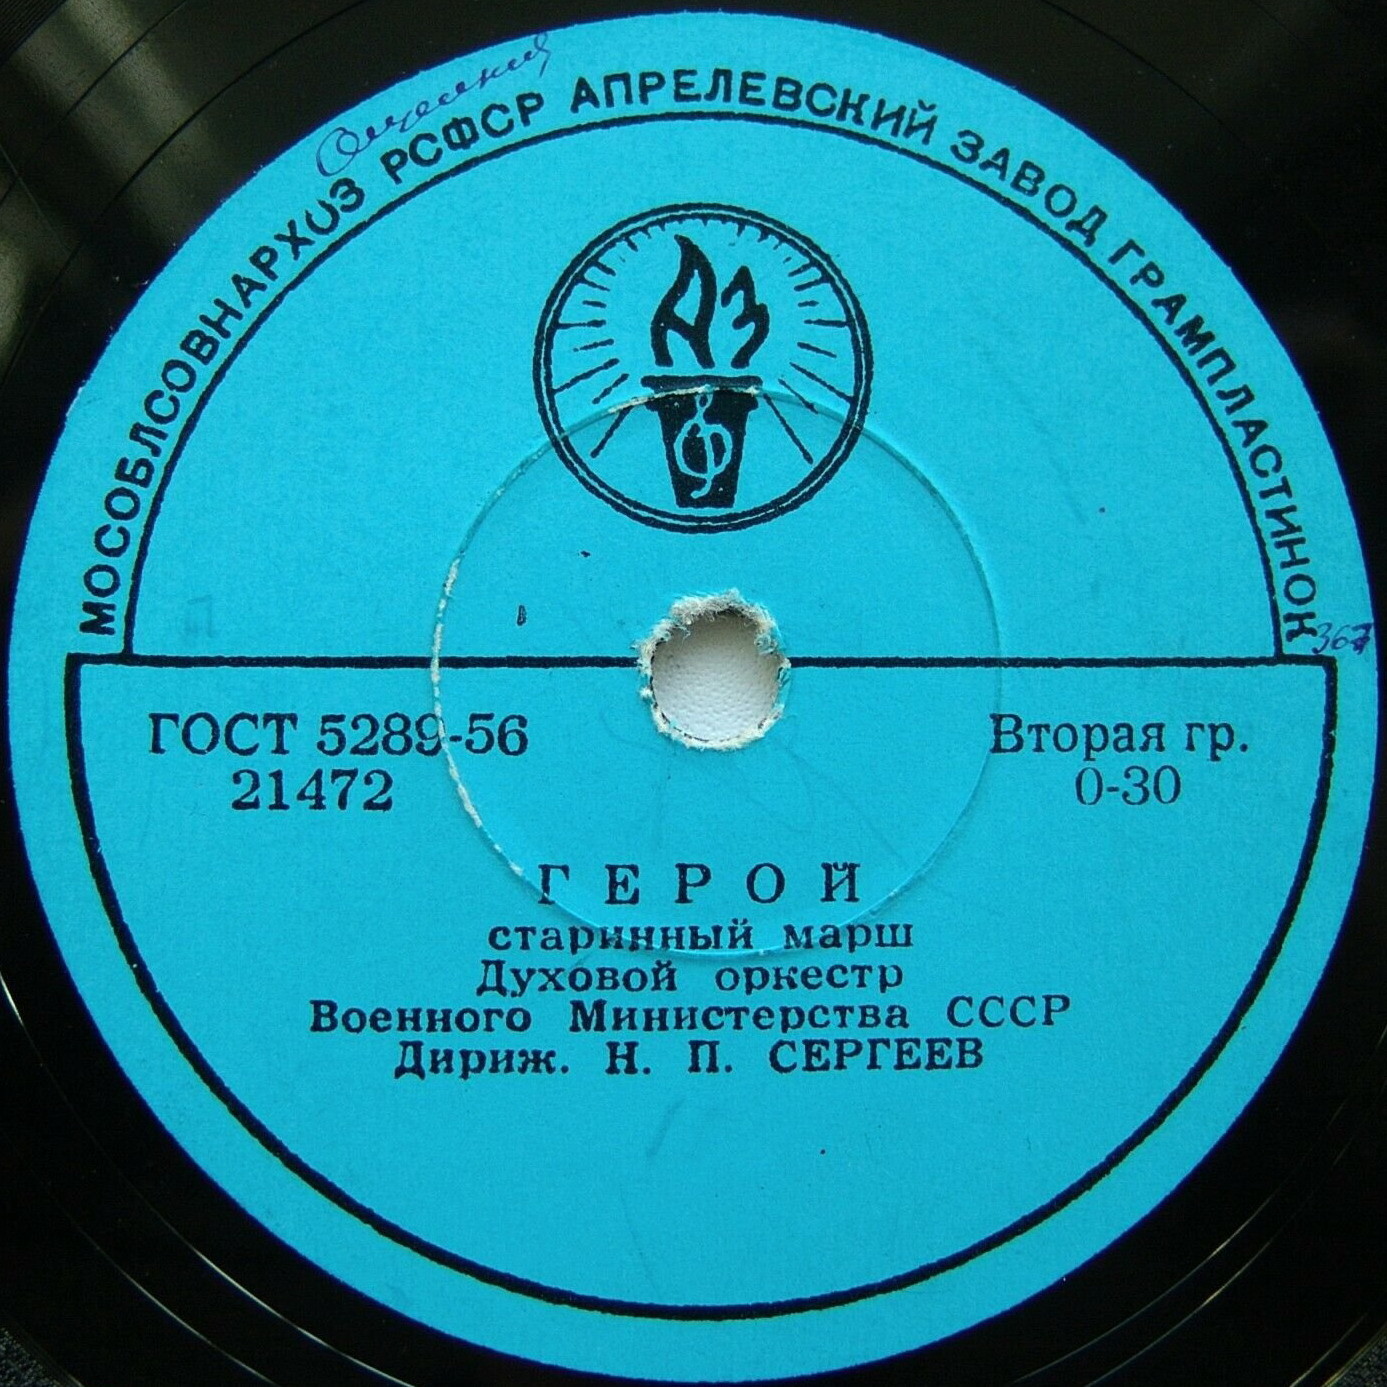 МОСОБЛСОВНАРХОЗ РСФСР АПРЕЛЕВСКИЙ ЗАВОД ГРАМПЛАСТИНОК
АЗ
367
ГОСТ 5289-56
21472
Вторая гр.
0-30
ГЕРОЙ
старинный марш
Духовой оркестр
Военного Министерства СССР
Дириж. Н. П. СЕРГЕЕВ